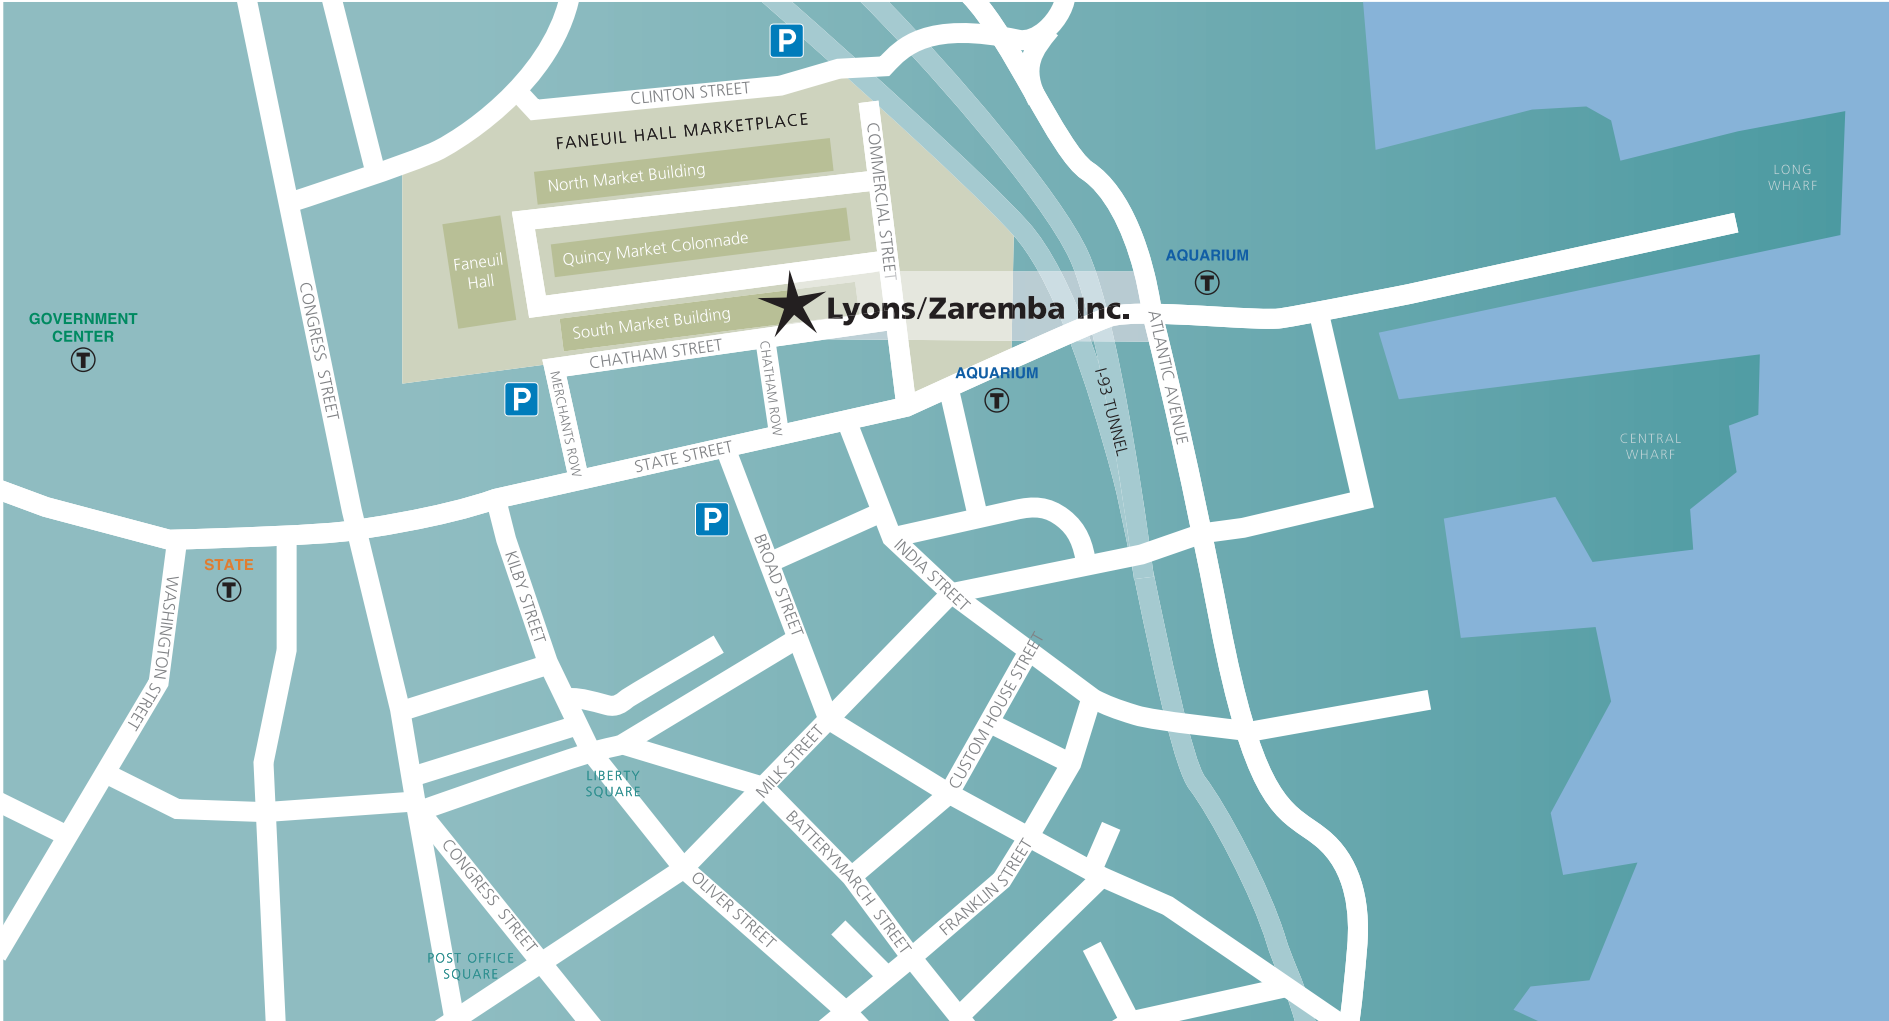 P
CLINTON STREET
FANEUIL HALL MARKETPLACE
COMMERCIAL STREET
North Market Building
LONG
WHARF
Quincy Market Colonnade
Faneuil
Hall
AQUARIUM
T
Lyons/Zaremba Inc.
South Market Building
CONGRESS STREET
GOVERNMENT
CENTER
T
CHATHAM STREET
CHATHAM ROW
ATLANTIC AVENUE
AQUARIUM
T
I-93 TUNNEL
P
MERCHANTS ROW
STATE STREET
CENTRAL
WHARF
P
STATE
T
WASHINGTON STREET
KILBY STREET
BROAD STREET
INDIA STREET
CUSTOM HOUSE STREET
MILK STREET
LIBERTY
SQUARE
BATTERYMARCH STREET
CONGRESS STREET
OLIVER STREET
FRANKLIN STREET
POST OFFICE
SQUARE